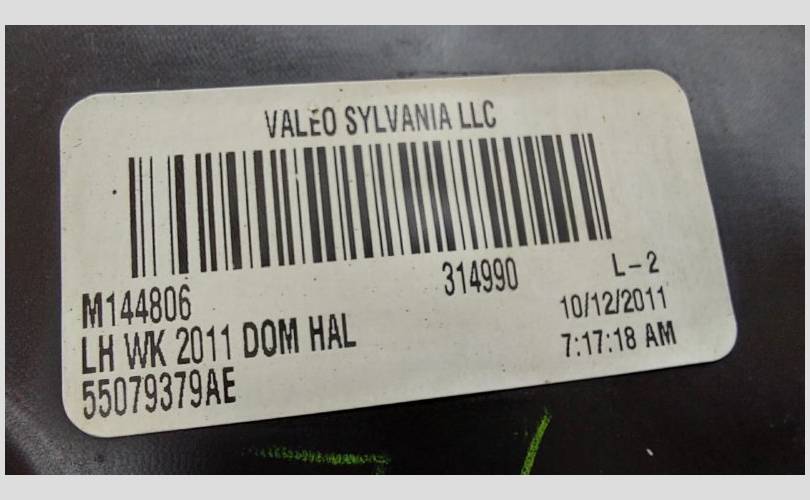 VALEO SYLVANIA LLC
M144806 314990 L-2
LH WK 2011 DOM HAL 10/12/2011
55079379AE 7:17:18 AM